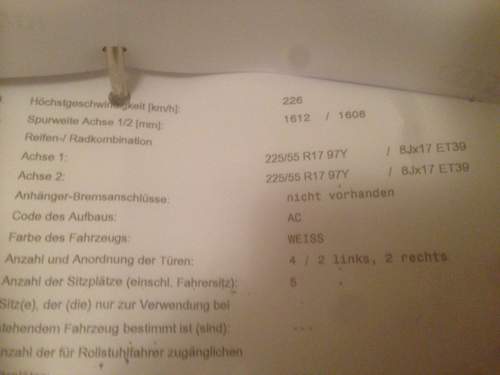 Höchstgeschwindigkeit [km/h]: 226
Spurweite Achse 1/2 [mm]: 1612 / 1608
Reifen-/ Radkombination
Achse 1: 225/55 R17 97Y / 8Jx17 ET39
Achse 2: 225/55 R17 97Y / 8Jx17 ET39
Anhänger-Bremsanschlüsse: nicht vorhanden
Code des Aufbaus: AC
Farbe des Fahrzeugs: WEISS
Anzahl und Anordnung der Türen: 4 / 2 links, 2 rechts
Anzahl der Sitzplätze (einschl. Fahrersitz): 5
Sitz(e), der (die) nur zur Verwendung bei
stehendem Fahrzeug bestimmt ist (sind): ---
nzahl der für Rollstuhlfahrer zugänglichen